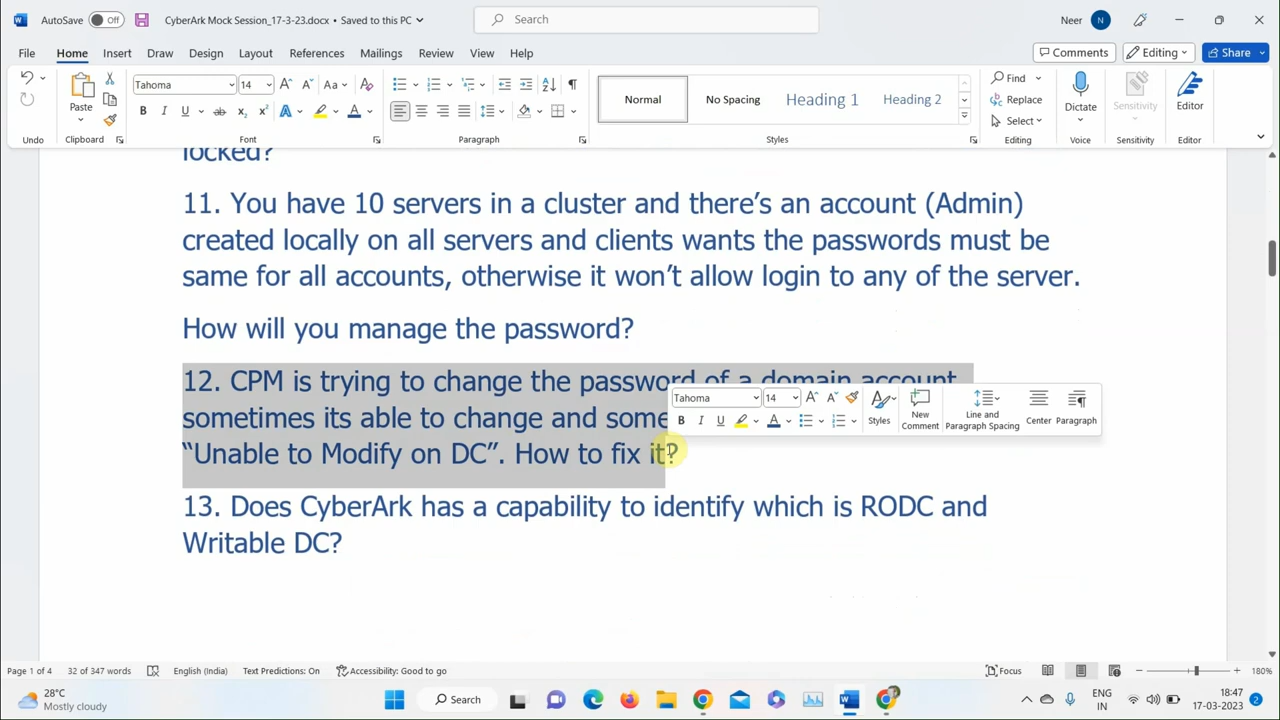 AutoSave Off CyberArk Mock Session_17-3-23.docx • Saved to this PC Search Neer N
File Home Insert Draw Design Layout References Mailings Review View Help Comments Editing Share
Tahoma 14 Aa Normal No Spacing Heading 1 Heading 2 Find
Paste Replace Dictate Sensitivity Editor
B I U ab x₂ x² A A Select
Undo Clipboard Font Paragraph Styles Editing Voice Sensitivity Editor
locked?
11. You have 10 servers in a cluster and there’s an account (Admin)
created locally on all servers and clients wants the passwords must be
same for all accounts, otherwise it won’t allow login to any of the server.
How will you manage the password?
12. CPM is trying to change the password of a domain account
sometimes its able to change and some
“Unable to Modify on DC”. How to fix it?
Tahoma 14 A A Styles New Comment Line and Paragraph Spacing Center Paragraph
B I U A
13. Does CyberArk has a capability to identify which is RODC and
Writable DC?
Page 1 of 4 32 of 347 words English (India) Text Predictions: On Accessibility: Good to go Focus 180%
28°C
Mostly cloudy
Search
ENG
IN
18:47
17-03-2023
2